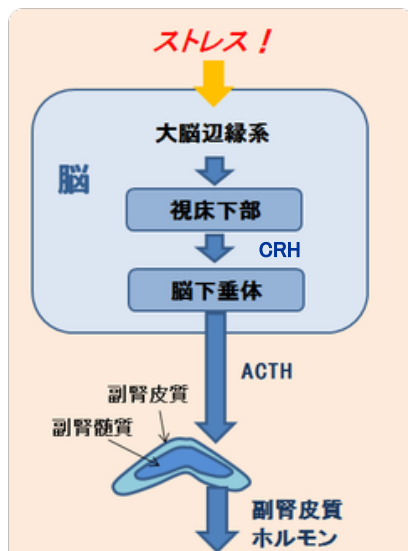 ストレス！
大脳辺縁系
脳
視床下部
CRH
脳下垂体
ACTH
副腎皮質
副腎髄質
副腎皮質
ホルモン